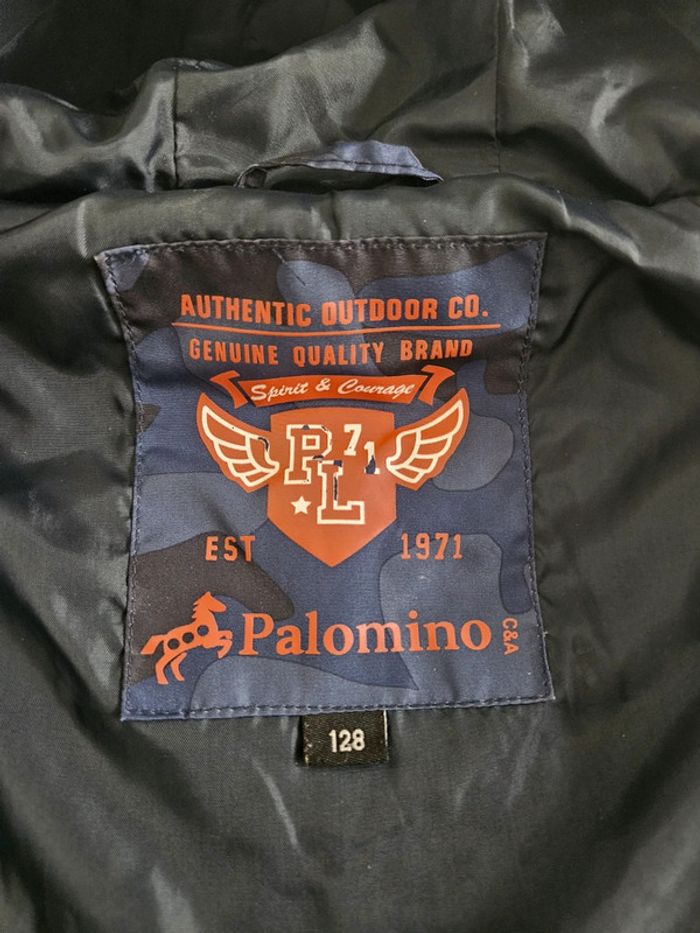 AUTHENTIC OUTDOOR CO.
GENUINE QUALITY BRAND
Spirit & Courage
PL 71
EST 1971
Palomino C&A
128